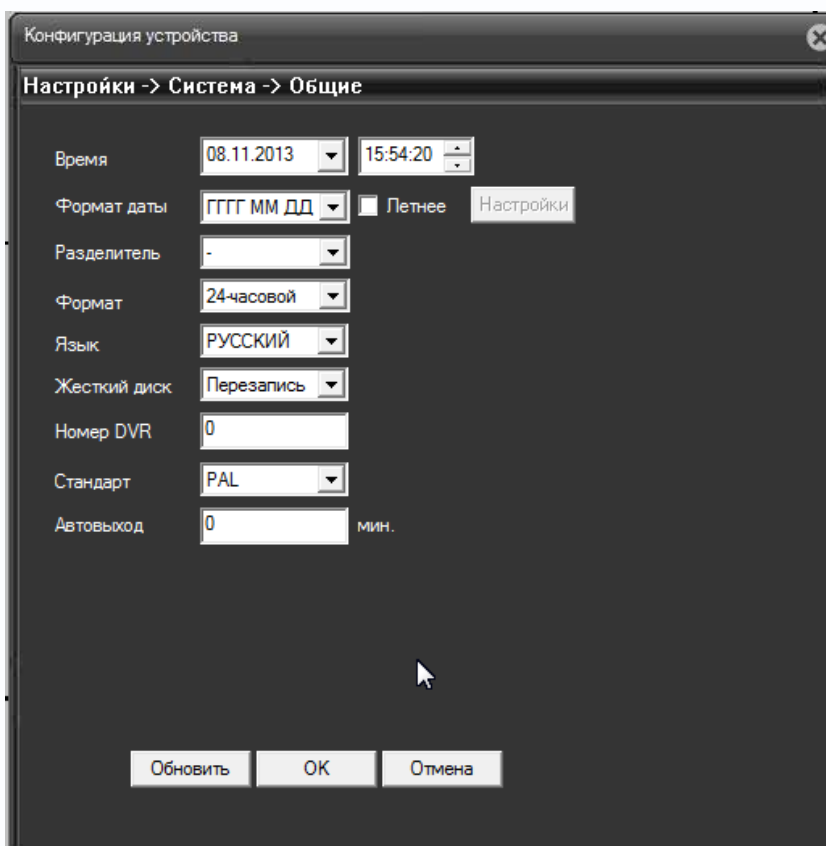 Конфигурация устройства
Настройки -> Система -> Общие
Время 08.11.2013 15:54:20
Формат даты ГГГГ ММ ДД Летнее Настройки
Разделитель -
Формат 24-часовой
Язык РУССКИЙ
Жесткий диск Перезапись
Номер DVR 0
Стандарт PAL
Автовыход 0 мин.
Обновить OK Отмена